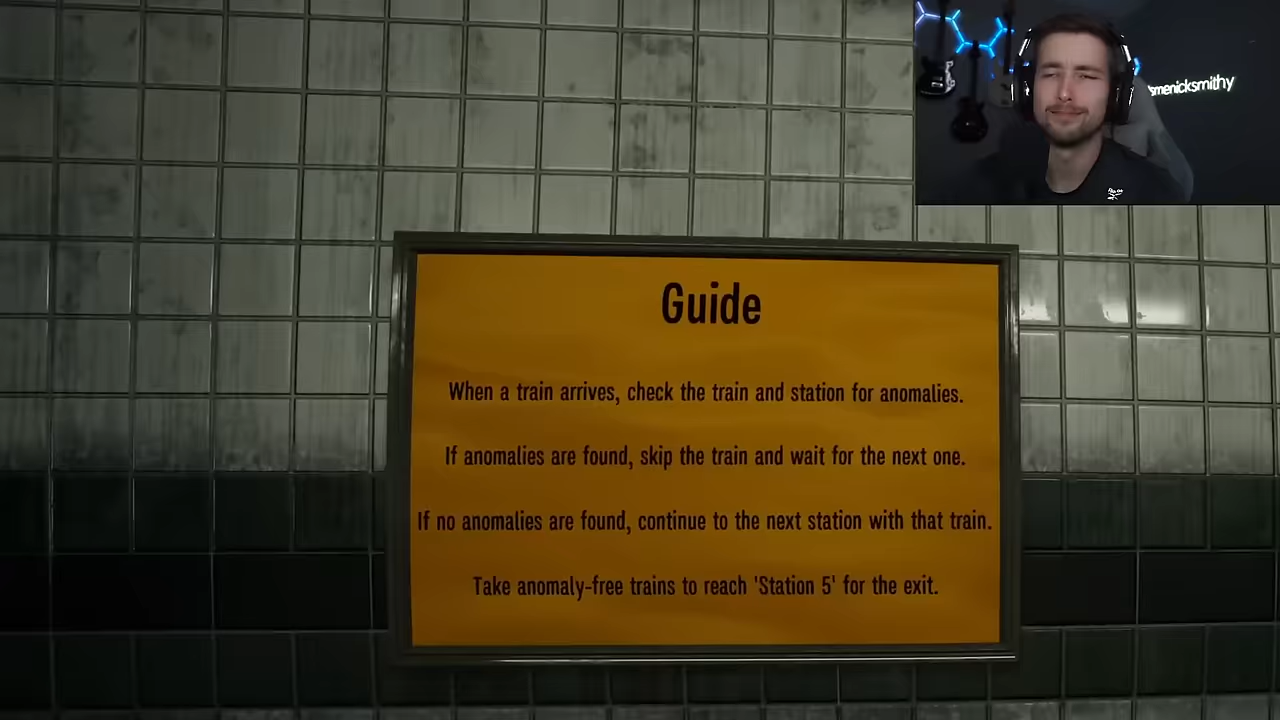 smenicksmithy
Guide
When a train arrives, check the train and station for anomalies.
If anomalies are found, skip the train and wait for the next one.
If no anomalies are found, continue to the next station with that train.
Take anomaly-free trains to reach 'Station 5' for the exit.